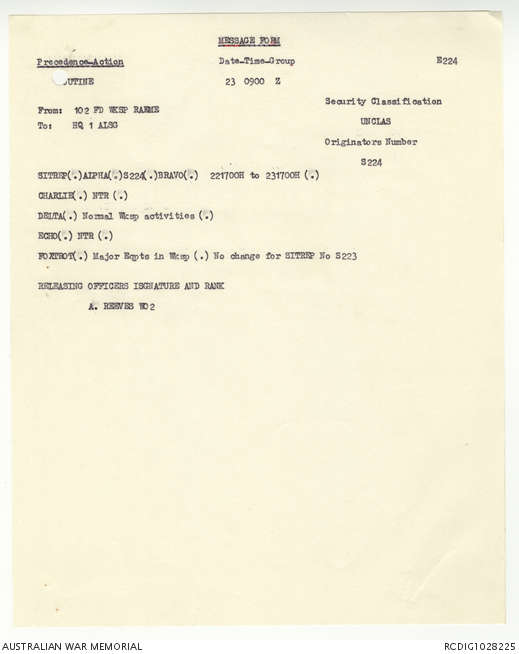 MESSAGE FORM
Precedence-Action Date-Time-Group E224
OUTINE 23 0900 Z
Security Classification
From: 102 FD WKSP RAEME
To: HQ 1 ALSG UNCLAS
Originators Number
S224
SITREP(.)ALPHA(.)S224(.)BRAVO(.) 221700H to 231700H (.)
CHARLIE(.) NTR (.)
DELTA(.) Normal Wksp activities (.)
ECHO(.) NTR (.)
FOXTROT(.) Major Eqpts in Wksp (.) No change for SITREP No S223
RELEASING OFFICERS ISGNATURE AND RANK
A. REEVES WO2
AUSTRALIAN WAR MEMORIAL RCDIG1028225